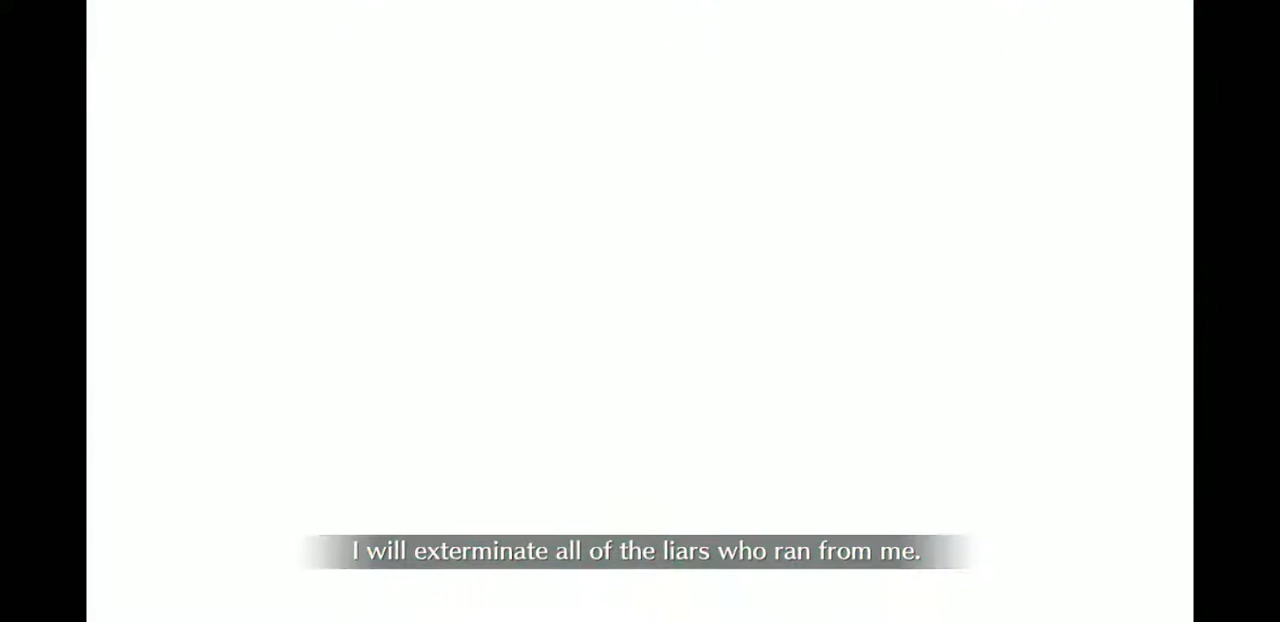 I will exterminate all of the liars who ran from me.